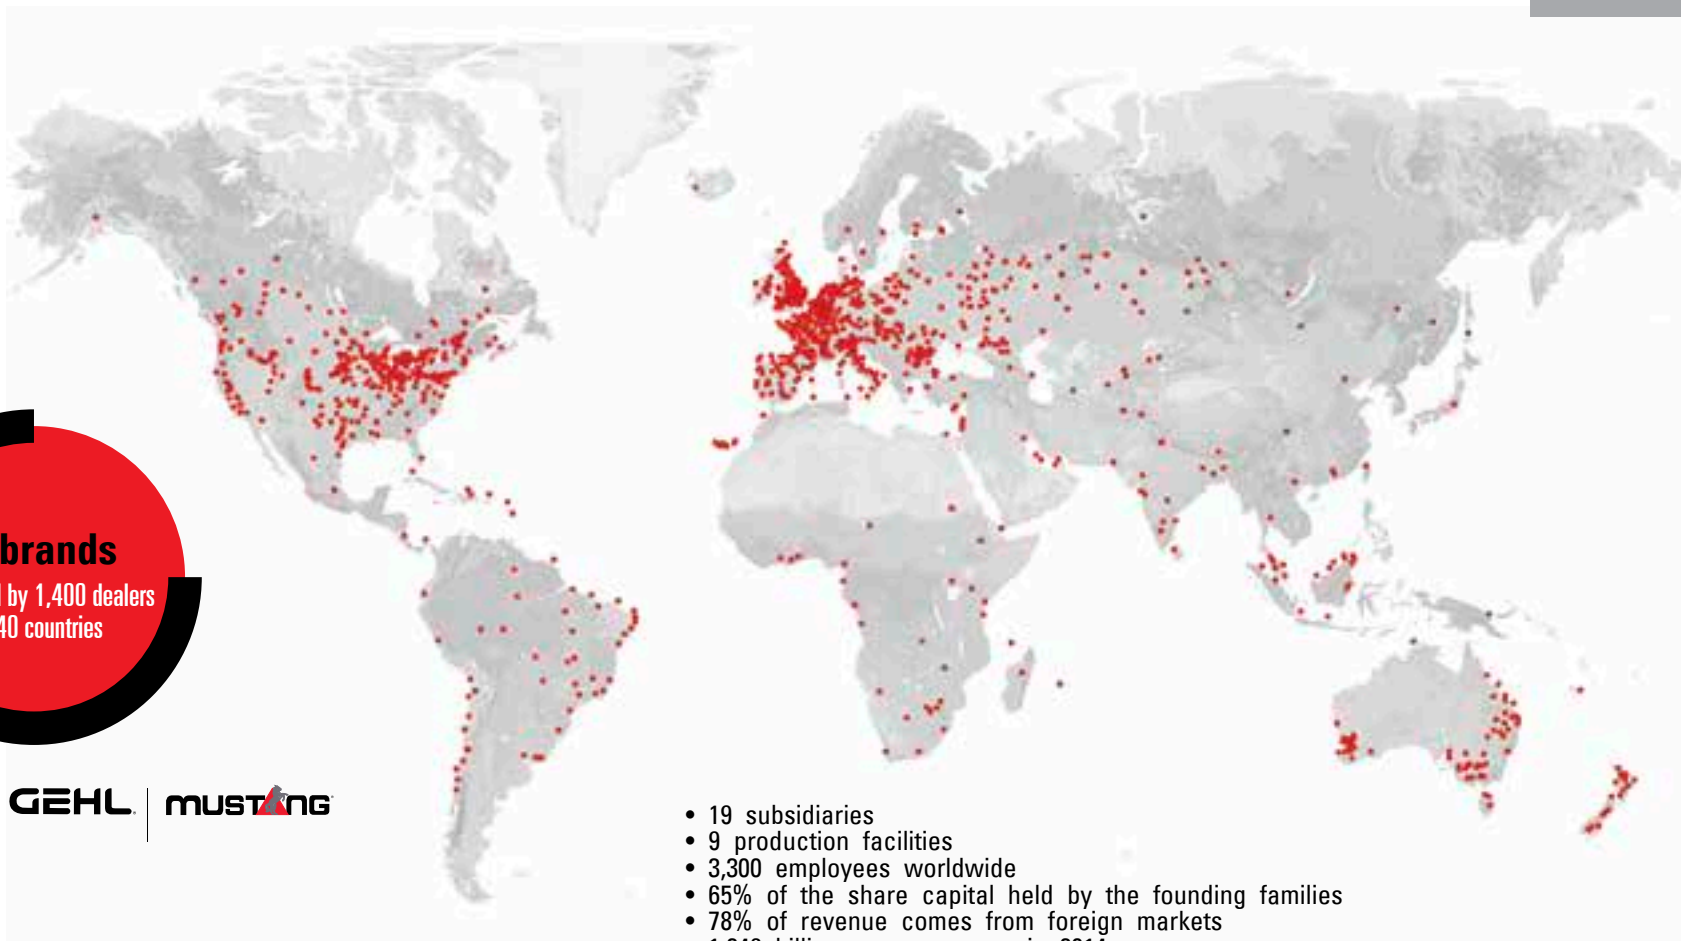 brands
by 1,400 dealers
40 countries
GEHL
MUSTANG
• 19 subsidiaries
• 9 production facilities
• 3,300 employees worldwide
• 65% of the share capital held by the founding families
• 78% of revenue comes from foreign markets